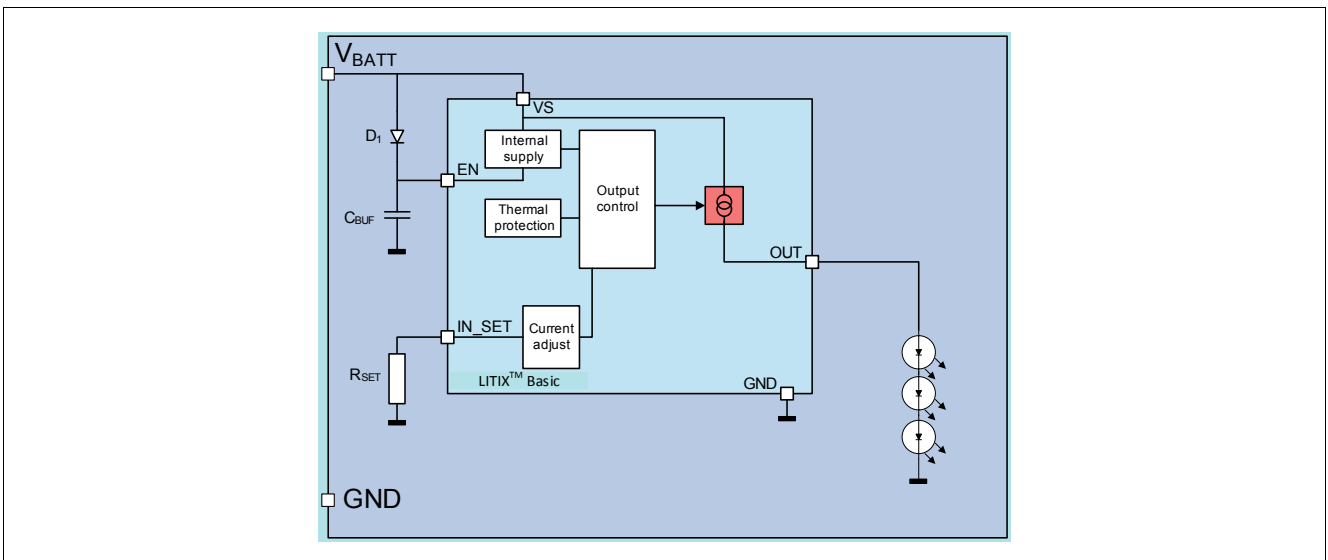 VBATT
VS
D1
Internal
supply
EN
Output
control
CBUF
Thermal
protection
OUT
IN_SET
Current
adjust
RSET
LITIX™ Basic
GND
GND